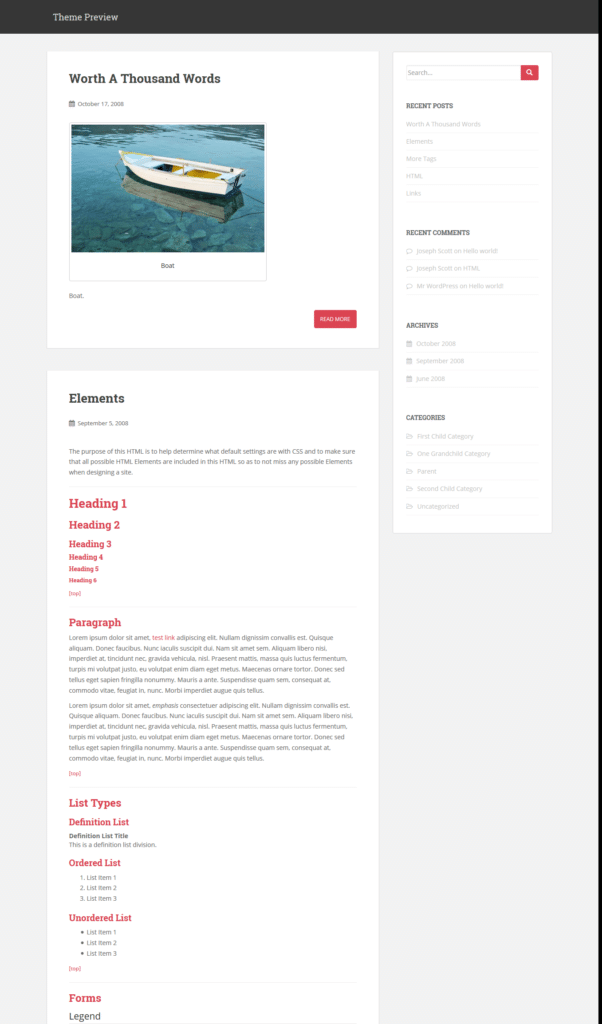 Theme Preview
Worth A Thousand Words
October 17, 2008
Boat
Boat.
READ MORE
Elements
September 5, 2008
The purpose of this HTML is to help determine what default settings are with CSS and to make sure
that all possible HTML Elements are included in this HTML so as to not miss any possible Elements
when designing a site.
Heading 1
Heading 2
Heading 3
Heading 4
Heading 5
Heading 6
[top]
Paragraph
Lorem ipsum dolor sit amet, test link adipiscing elit. Nullam dignissim convallis est. Quisque
aliquam. Donec faucibus. Nunc iaculis suscipit dui. Nam sit amet sem. Aliquam libero nisi,
imperdiet at, tincidunt nec, gravida vehicula, nisl. Praesent mattis, massa quis luctus fermentum,
turpis mi volutpat justo, eu volutpat enim diam eget metus. Maecenas ornare tortor. Donec sed
tellus eget sapien fringilla nonummy. Mauris a ante. Suspendisse quam sem, consequat at,
commodo vitae, feugiat in, nunc. Morbi imperdiet augue quis tellus.
Lorem ipsum dolor sit amet, emphasis consectetuer adipiscing elit. Nullam dignissim convallis est.
Quisque aliquam. Donec faucibus. Nunc iaculis suscipit dui. Nam sit amet sem. Aliquam libero nisi,
imperdiet at, tincidunt nec, gravida vehicula, nisl. Praesent mattis, massa quis luctus fermentum,
turpis mi volutpat justo, eu volutpat enim diam eget metus. Maecenas ornare tortor. Donec sed
tellus eget sapien fringilla nonummy. Mauris a ante. Suspendisse quam sem, consequat at,
commodo vitae, feugiat in, nunc. Morbi imperdiet augue quis tellus.
[top]
List Types
Definition List
Definition List Title
This is a definition list division.
Ordered List
1. List Item 1
2. List Item 2
3. List Item 3
Unordered List
• List Item 1
• List Item 2
• List Item 3
[top]
Forms
Legend
Search...
RECENT POSTS
Worth A Thousand Words
Elements
More Tags
HTML
Links
RECENT COMMENTS
Joseph Scott on Hello world!
Joseph Scott on HTML
Mr WordPress on Hello world!
ARCHIVES
October 2008
September 2008
June 2008
CATEGORIES
First Child Category
One Grandchild Category
Parent
Second Child Category
Uncategorized